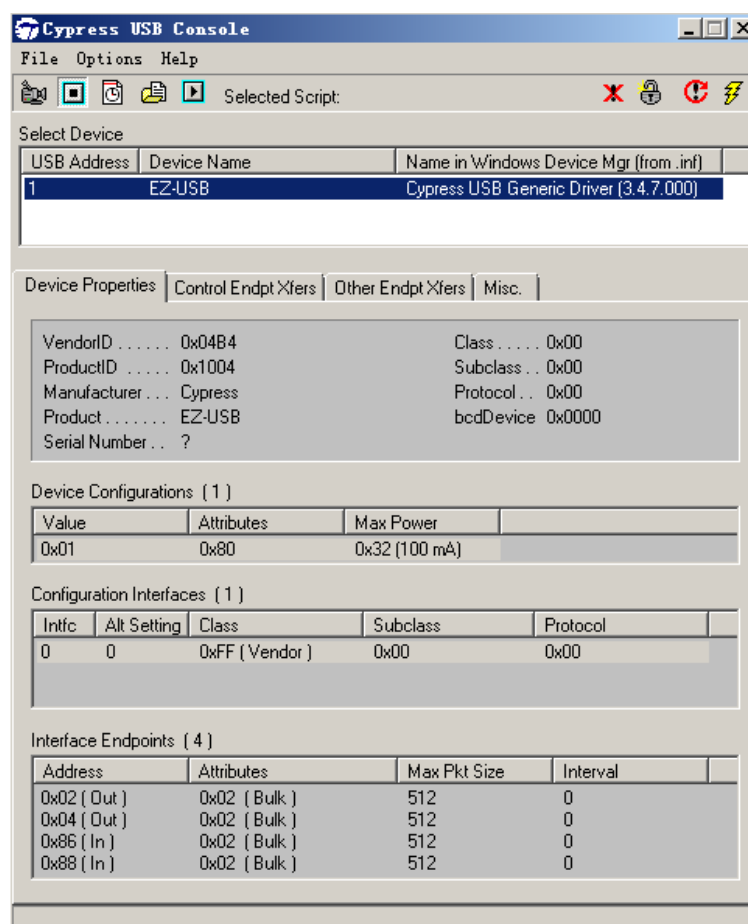 Cypress USB Console
File Options Help
Selected Script:
Select Device
USB Address Device Name Name in Windows Device Mgr (from .inf)
1 EZ-USB Cypress USB Generic Driver (3.4.7.000)
Device Properties Control Endpt Xfers Other Endpt Xfers Misc.
VendorID . . . . . . 0x04B4 Class . . . . . 0x00
ProductID . . . . . 0x1004 Subclass . . 0x00
Manufacturer . . . Cypress Protocol . . 0x00
Product . . . . . . . EZ-USB bcdDevice 0x0000
Serial Number . . ?
Device Configurations ( 1 )
Value Attributes Max Power
0x01 0x80 0x32 (100 mA)
Configuration Interfaces ( 1 )
Intfc Alt Setting Class Subclass Protocol
0 0 0xFF ( Vendor ) 0x00 0x00
Interface Endpoints ( 4 )
Address Attributes Max Pkt Size Interval
0x02 ( Out ) 0x02 ( Bulk ) 512 0
0x04 ( Out ) 0x02 ( Bulk ) 512 0
0x86 ( In ) 0x02 ( Bulk ) 512 0
0x88 ( In ) 0x02 ( Bulk ) 512 0